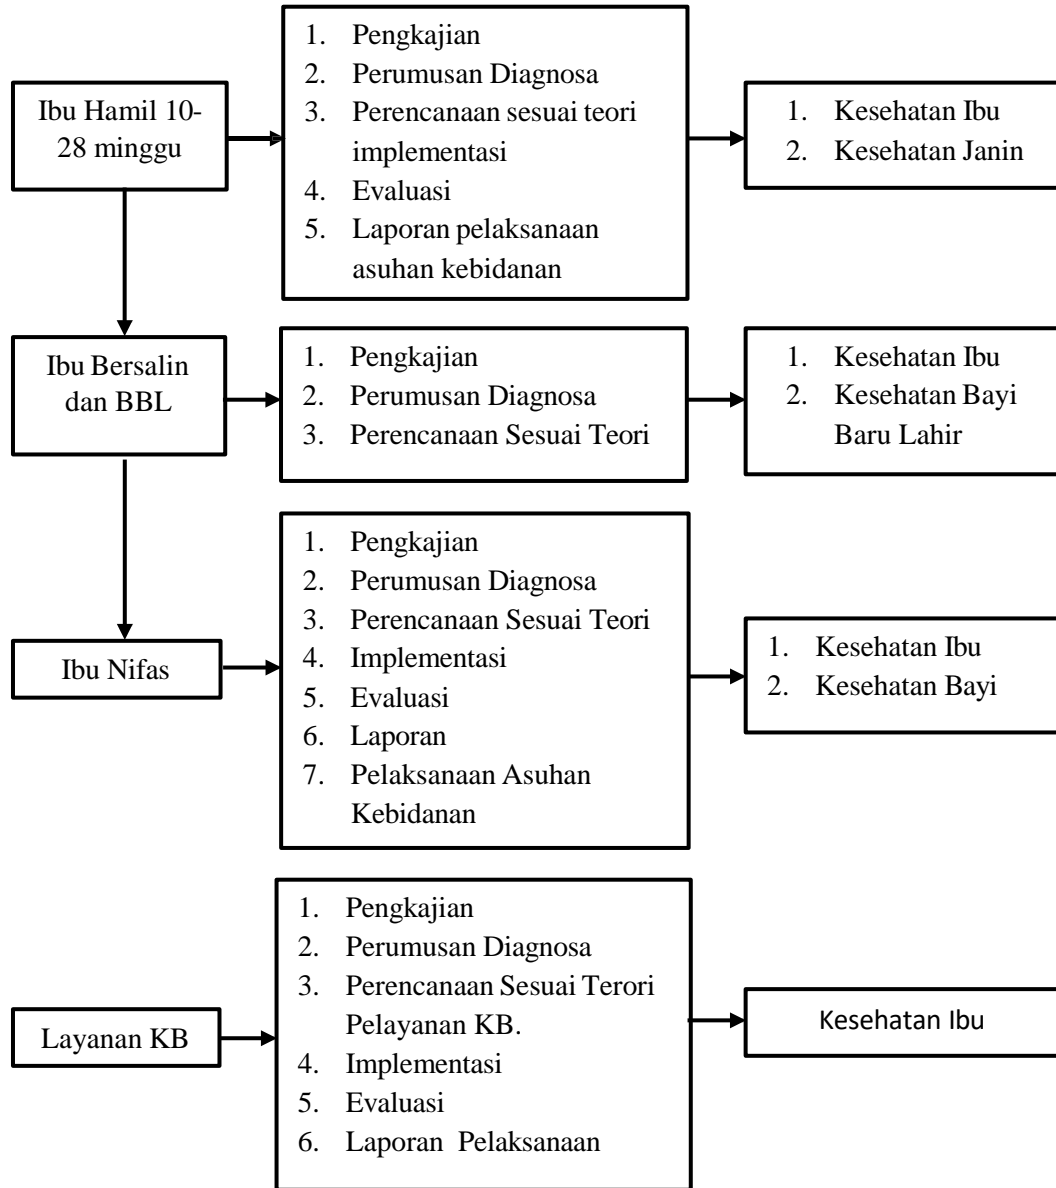 Ibu Hamil 10-
28 minggu
1. Pengkajian
2. Perumusan Diagnosa
3. Perencanaan sesuai teori
implementasi
4. Evaluasi
5. Laporan pelaksanaan
asuhan kebidanan
1. Kesehatan Ibu
2. Kesehatan Janin
Ibu Bersalin
dan BBL
1. Pengkajian
2. Perumusan Diagnosa
3. Perencanaan Sesuai Teori
1. Kesehatan Ibu
2. Kesehatan Bayi
Baru Lahir
Ibu Nifas
1. Pengkajian
2. Perumusan Diagnosa
3. Perencanaan Sesuai Teori
4. Implementasi
5. Evaluasi
6. Laporan
7. Pelaksanaan Asuhan
Kebidanan
1. Kesehatan Ibu
2. Kesehatan Bayi
Layanan KB
1. Pengkajian
2. Perumusan Diagnosa
3. Perencanaan Sesuai Terori
Pelayanan KB.
4. Implementasi
5. Evaluasi
6. Laporan Pelaksanaan
Kesehatan Ibu